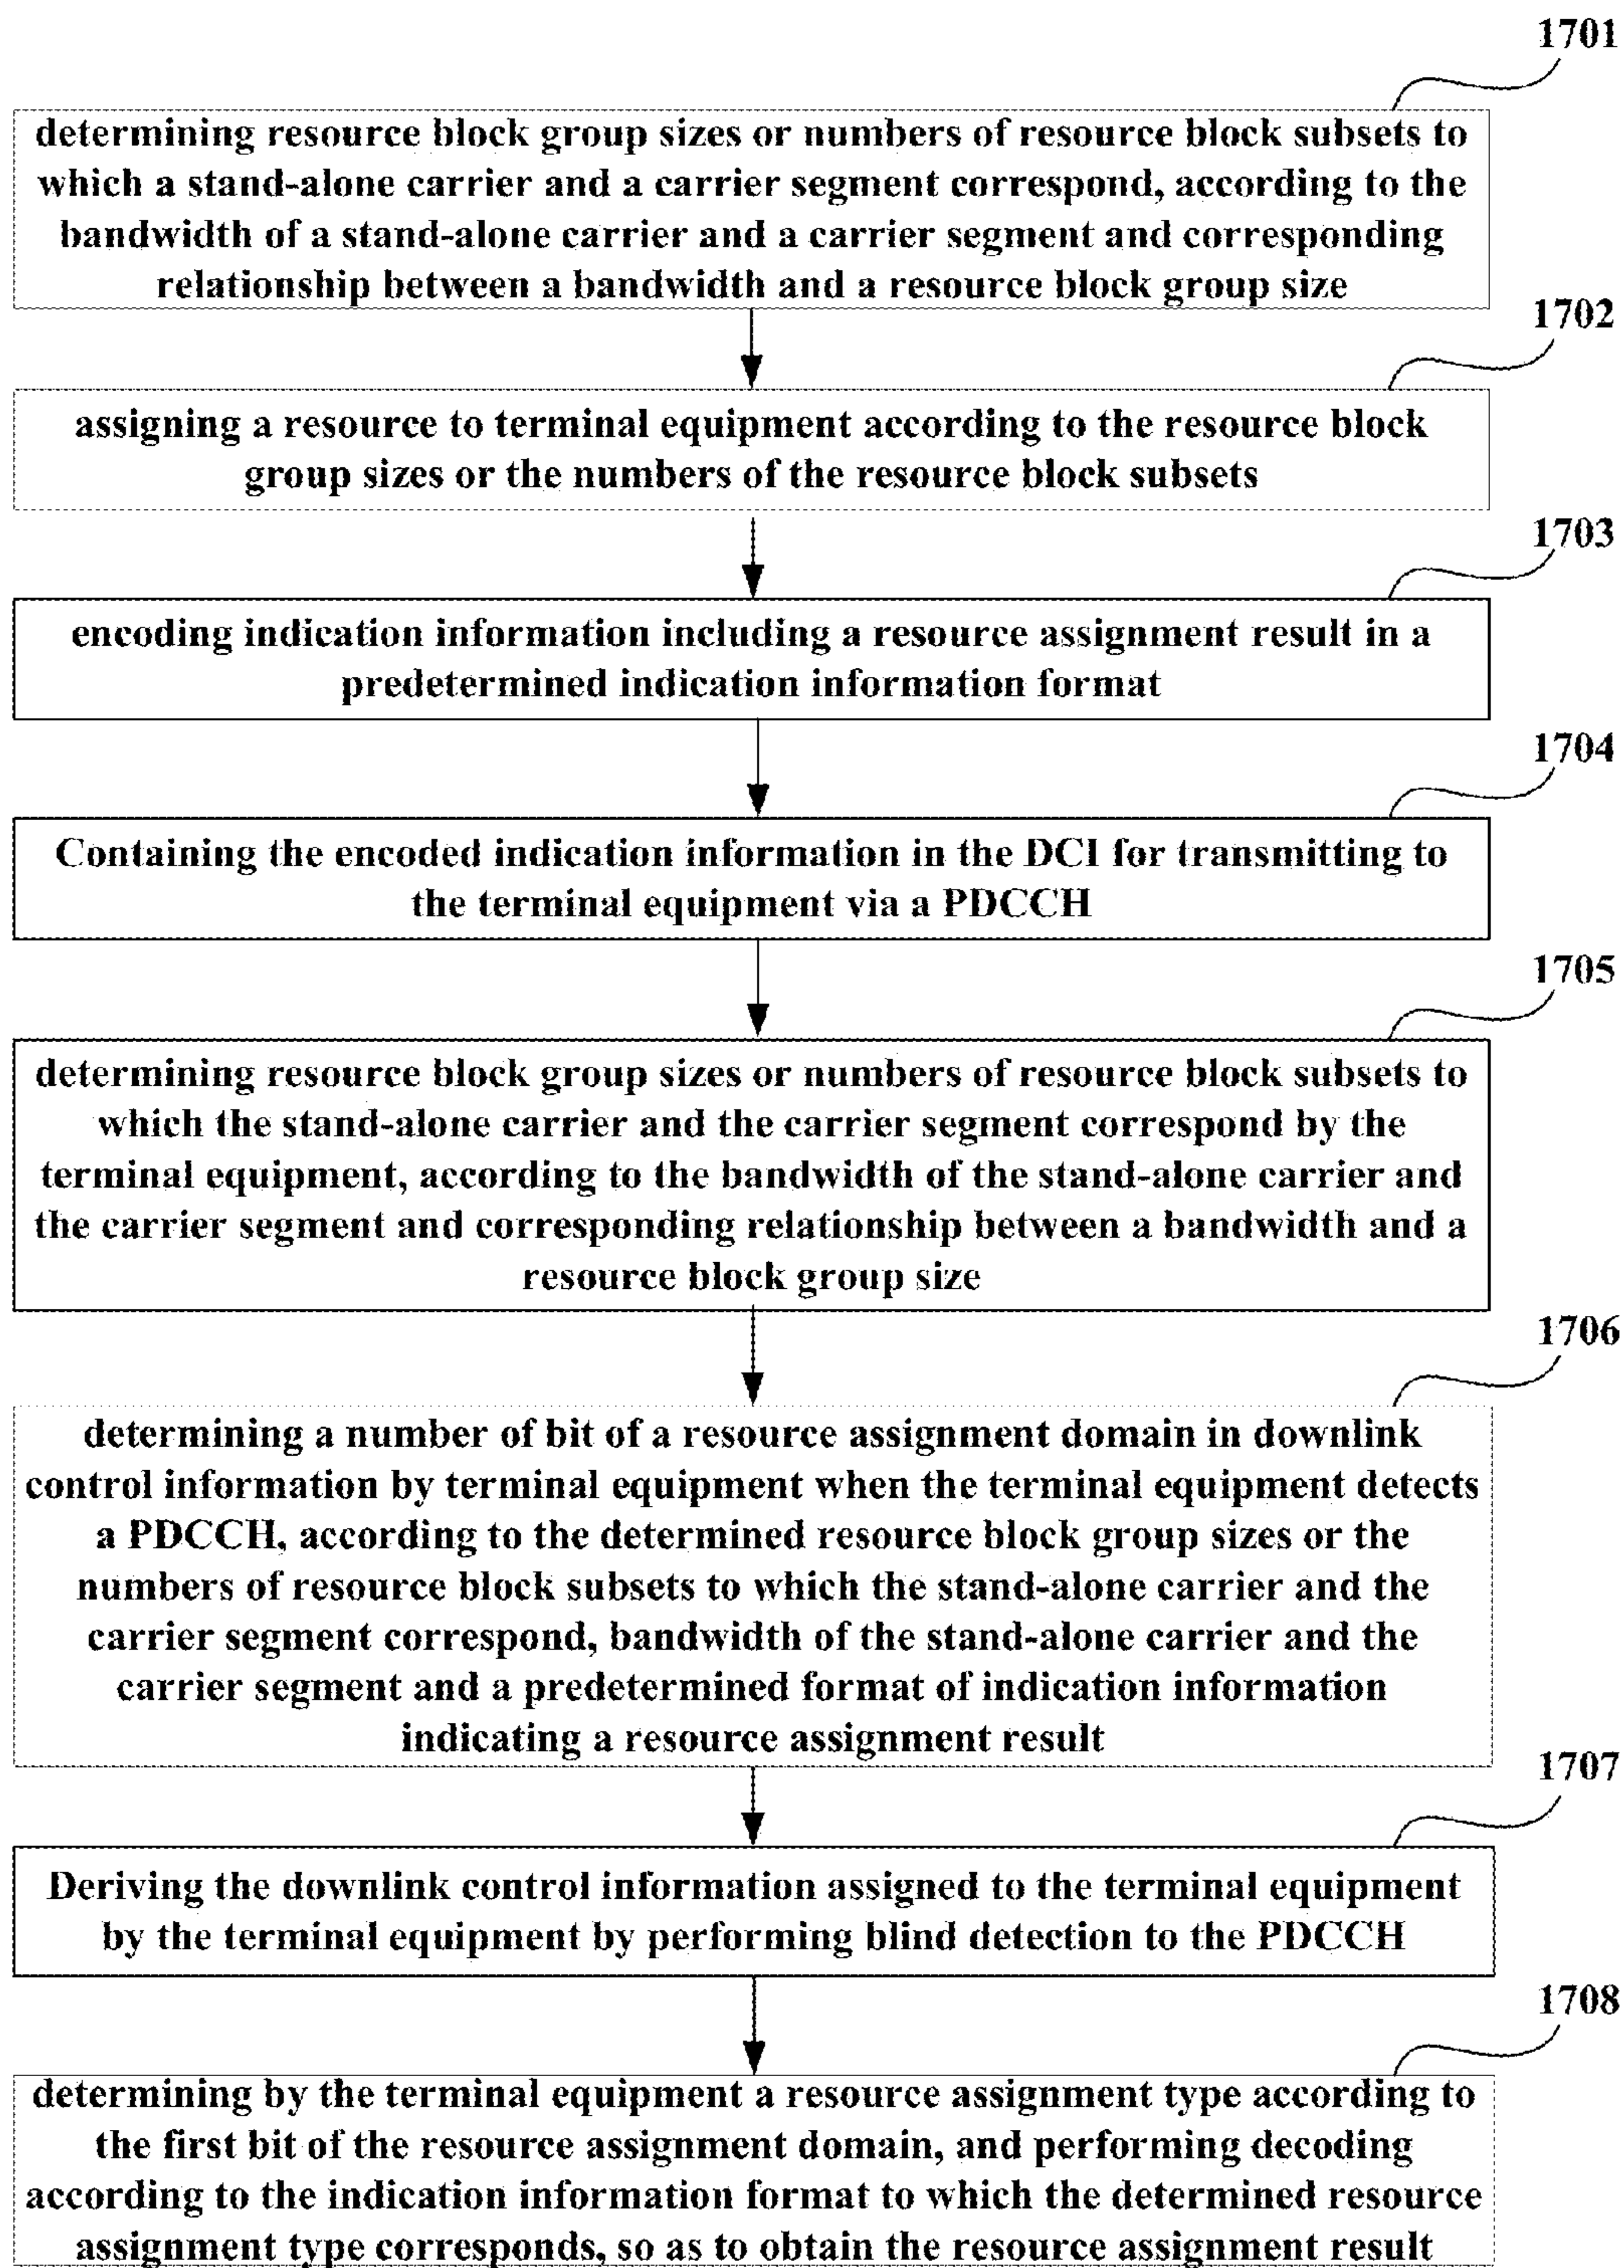 1701
determining resource block group sizes or numbers of resource block subsets to
which a stand-alone carrier and a carrier segment correspond, according to the
bandwidth of a stand-alone carrier and a carrier segment and corresponding
relationship between a bandwidth and a resource block group size
1702
assigning a resource to terminal equipment according to the resource block
group sizes or the numbers of the resource block subsets
1703
encoding indication information including a resource assignment result in a
predetermined indication information format
1704
Containing the encoded indication information in the DCI for transmitting to
the terminal equipment via a PDCCH
1705
determining resource block group sizes or numbers of resource block subsets to
which the stand-alone carrier and the carrier segment correspond by the
terminal equipment, according to the bandwidth of the stand-alone carrier and
the carrier segment and corresponding relationship between a bandwidth and a
resource block group size
1706
determining a number of bit of a resource assignment domain in downlink
control information by terminal equipment when the terminal equipment detects
a PDCCH, according to the determined resource block group sizes or the
numbers of resource block subsets to which the stand-alone carrier and the
carrier segment correspond, bandwidth of the stand-alone carrier and the
carrier segment and a predetermined format of indication information
indicating a resource assignment result
1707
Deriving the downlink control information assigned to the terminal equipment
by the terminal equipment by performing blind detection to the PDCCH
1708
determining by the terminal equipment a resource assignment type according to
the first bit of the resource assignment domain, and performing decoding
according to the indication information format to which the determined resource
assignment type corresponds, so as to obtain the resource assignment result